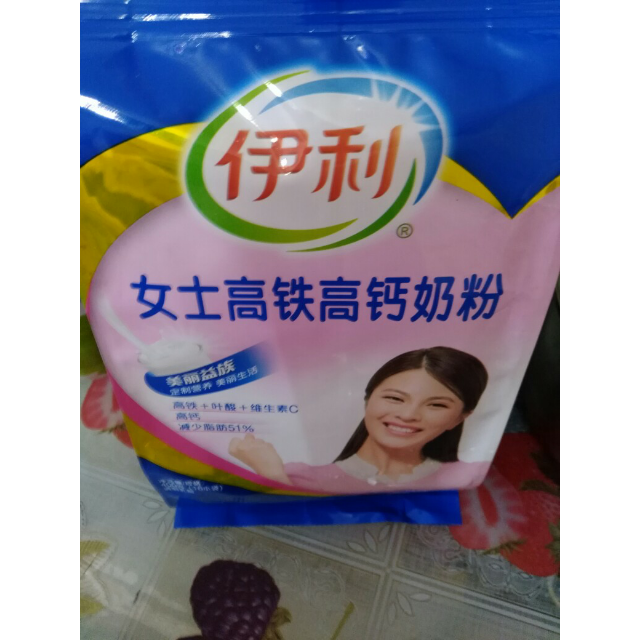 伊利
®
女士高铁高钙奶粉
美丽益族
定制营养 美丽生活
高铁+叶酸+维生素C
高钙
减少脂肪51%